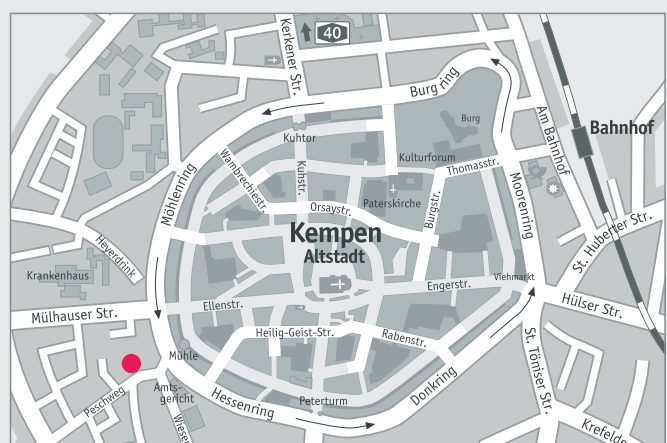 Kerkener Str.
40
Burgring
Am Bahnhof
Bahnhof
Burg
Kuhtor
Kulturforum
Thomasstr.
Wambrechiestr.
Kuhstr.
Möhlenring
Moorenring
Orsaystr.
Paterskirche
Burgstr.
Kempen
Altstadt
St. Huberter Str.
Heyerdrink
Krankenhaus
Viehmarkt
Engerstr.
Ellenstr.
Hülser Str.
Mülhauser Str.
Heilig-Geist-Str.
Rabenstr.
Mühle
St. Töniser Str.
Donkring
Peschweg
Amts-
gericht
Hessenring
Peterturm
Krefelde